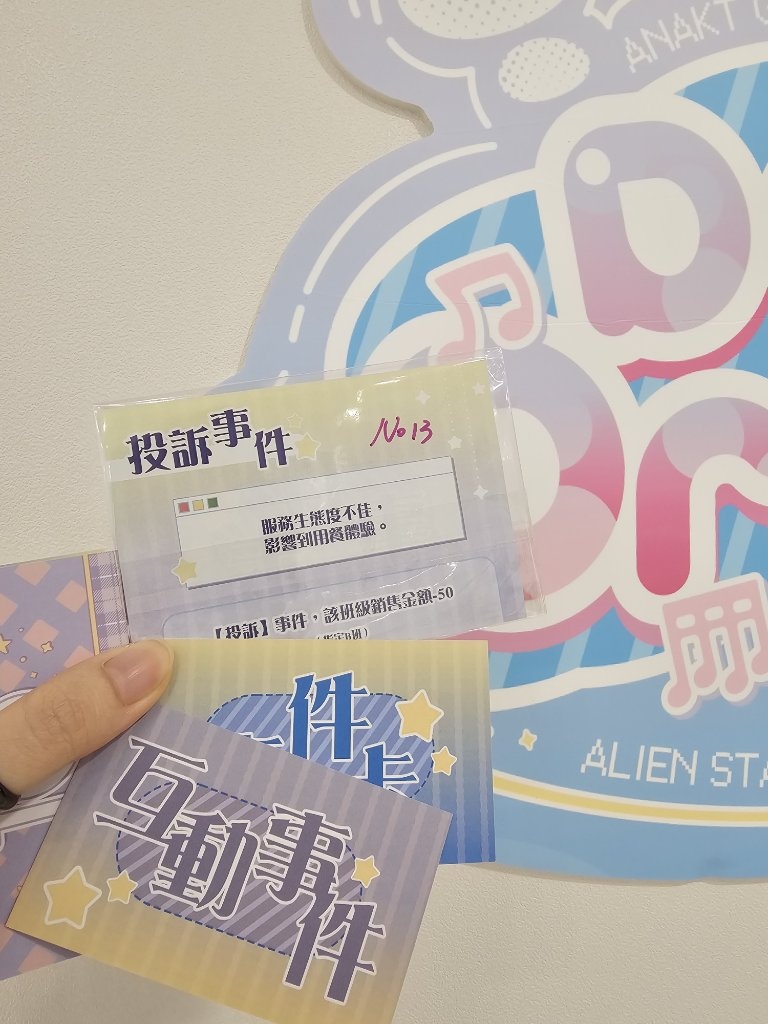 ANAKT
投訴事件
No 13
服務生態度不佳，
影響到用餐體驗。
【投訴】事件，該班級銷售金額-50
件卡
互動事件
ALIEN STA